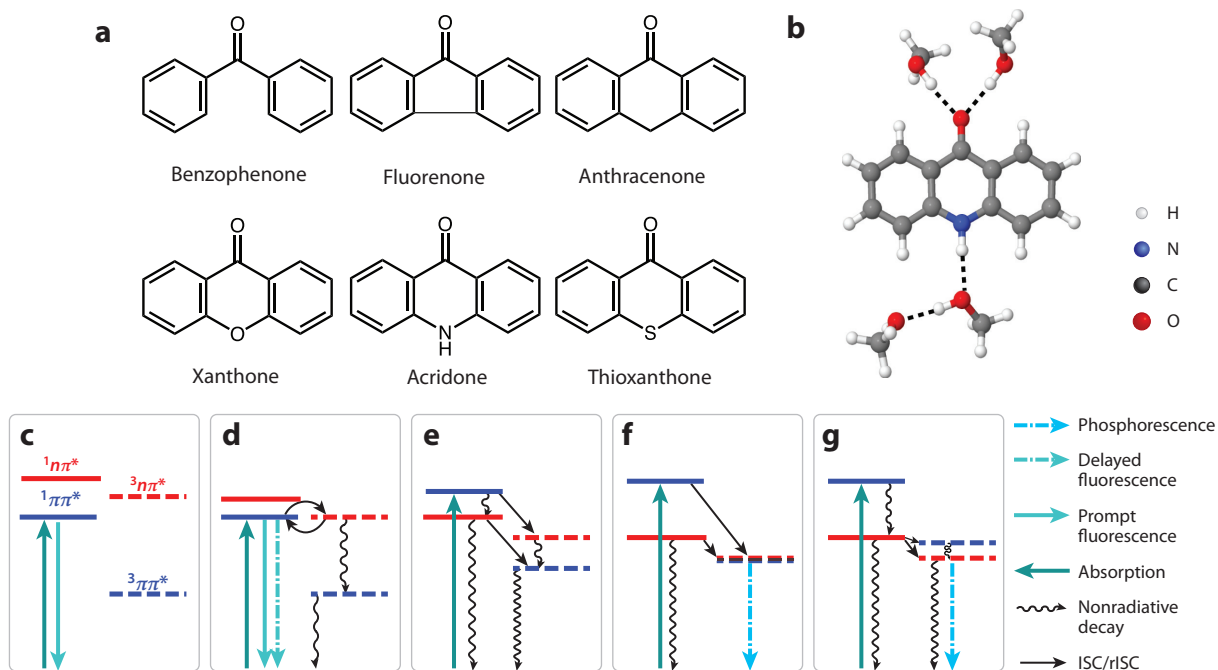 a
O
O
O
Benzophenone
Fluorenone
Anthracenone
O
O
O
O
N
H
S
Xanthone
Acridone
Thioxanthone
b
H
N
C
O
c
¹nπ*
¹ππ*
³nπ*
³ππ*
d
e
f
g
Phosphorescence
Delayed
fluorescence
Prompt
fluorescence
Absorption
Nonradiative
decay
ISC/rISC